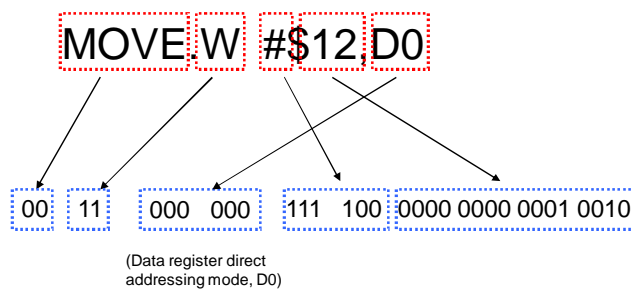 MOVE.W #$12,D0
00 11 000 000 111 100 0000 0000 0001 0010
(Data register direct
addressing mode, D0)